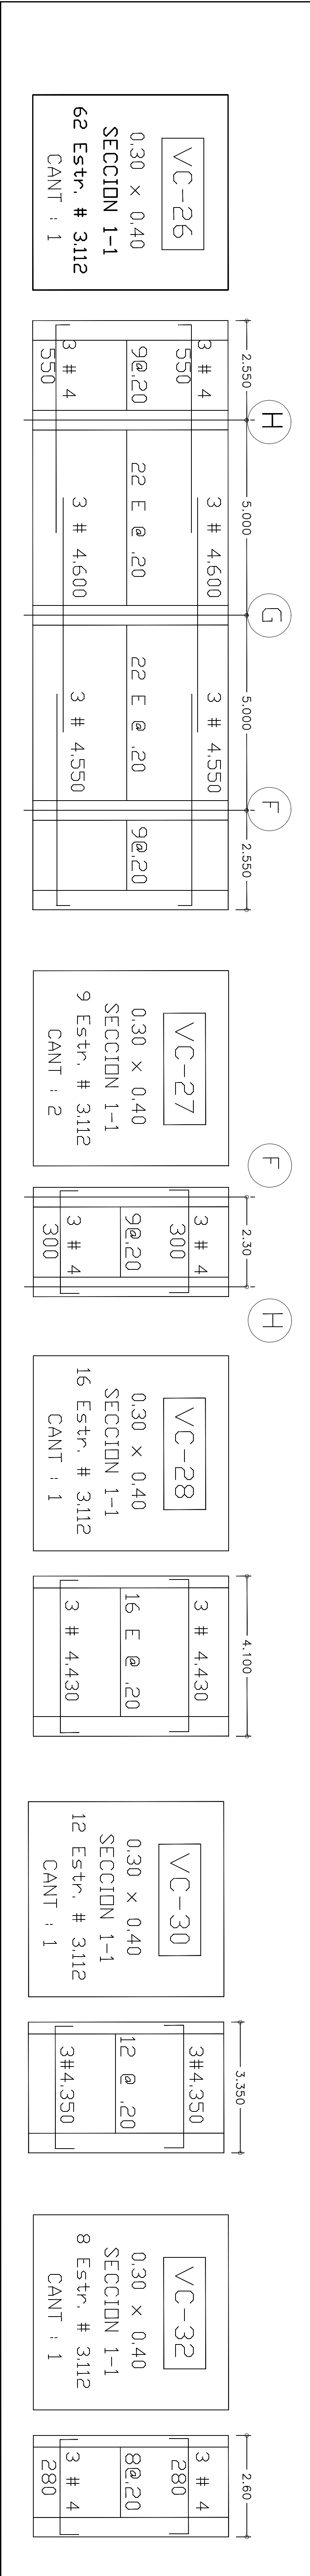 VC-26
0.30 x 0.40
SECCION 1-1
62 Estr. # 3,112
CANT : 1
H
G
F
2.550
5.000
5.000
2.550
3 # 4
550
3 # 4,600
3 # 4,550
9@.20
22 E @ .20
22 E @ .20
9@.20
3 # 4
550
3 # 4,600
3 # 4,550
VC-27
0.30 x 0.40
SECCION 1-1
9 Estr. # 3,112
CANT : 2
F
H
2.30
3 # 4
300
9@.20
3 # 4
300
VC-28
0.30 x 0.40
SECCION 1-1
16 Estr. # 3,112
CANT : 1
4.100
3 # 4,430
16 E @ .20
3 # 4,430
VC-30
0.30 x 0.40
SECCION 1-1
12 Estr. # 3,112
CANT : 1
3.350
3#4,350
12 @ .20
3#4,350
VC-32
0.30 x 0.40
SECCION 1-1
8 Estr. # 3,112
CANT : 1
2.60
3 # 4
280
8@.20
3 # 4
280